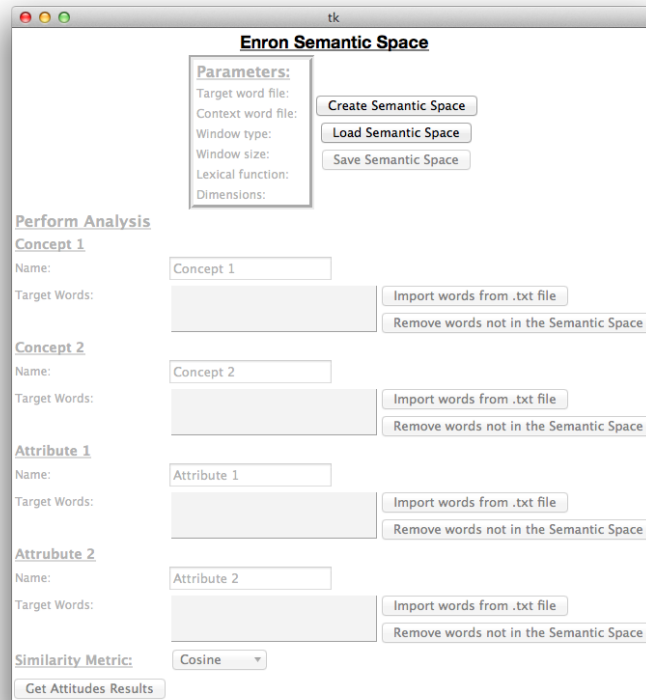 tk
Enron Semantic Space
Parameters:
Target word file:
Context word file:
Window type:
Window size:
Lexical function:
Dimensions:
Create Semantic Space
Load Semantic Space
Save Semantic Space
Perform Analysis
Concept 1
Name: Concept 1
Target Words: Import words from .txt file
Remove words not in the Semantic Space
Concept 2
Name: Concept 2
Target Words: Import words from .txt file
Remove words not in the Semantic Space
Attribute 1
Name: Attribute 1
Target Words: Import words from .txt file
Remove words not in the Semantic Space
Attrubute 2
Name: Attribute 2
Target Words: Import words from .txt file
Remove words not in the Semantic Space
Similarity Metric: Cosine
Get Attitudes Results